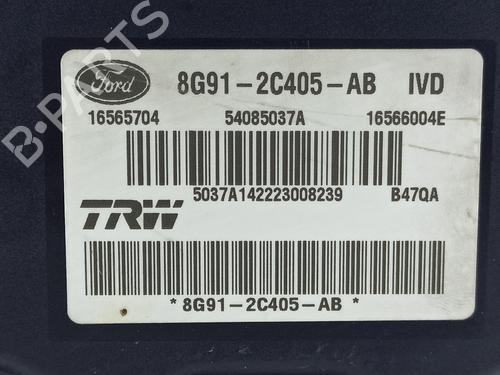 B-PARTS
Ford 8G91-2C405-AB IVD
16565704 54085037A 16566004E
5037A142223008239 B47QA
TRW
*8G91-2C405-AB*